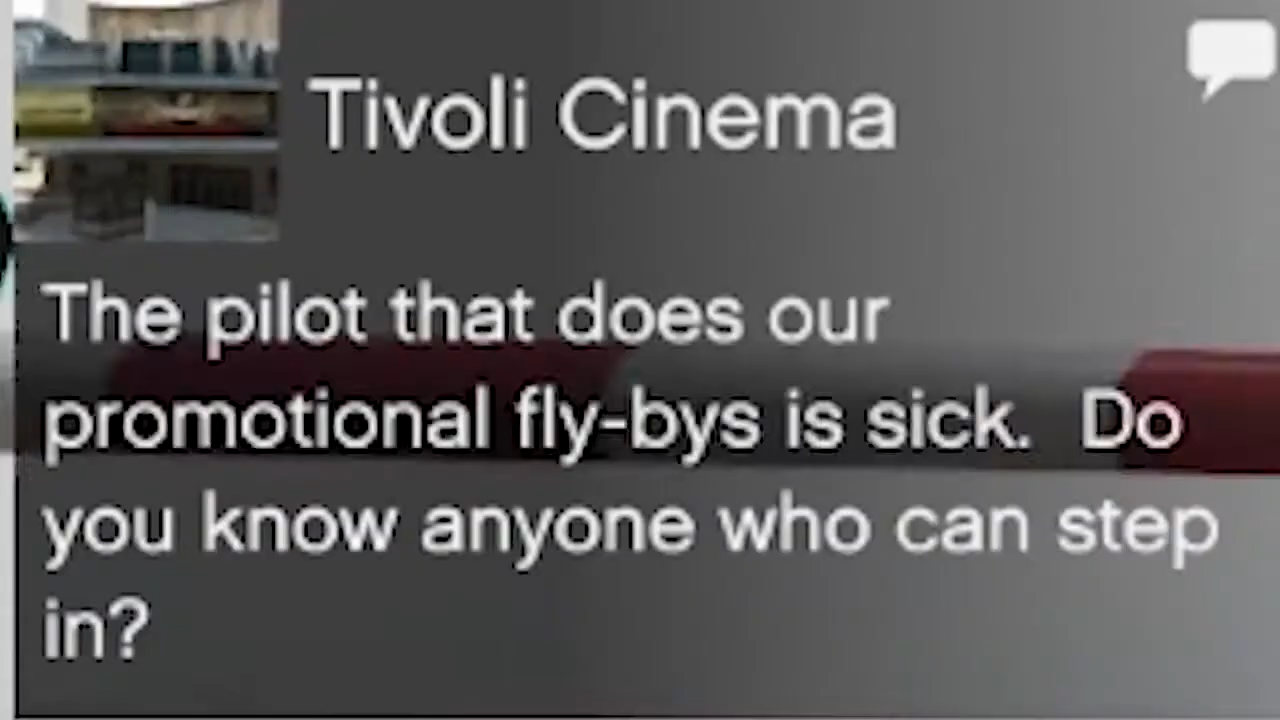 Tivoli Cinema
The pilot that does our
promotional fly-bys is sick.  Do
you know anyone who can step
in?